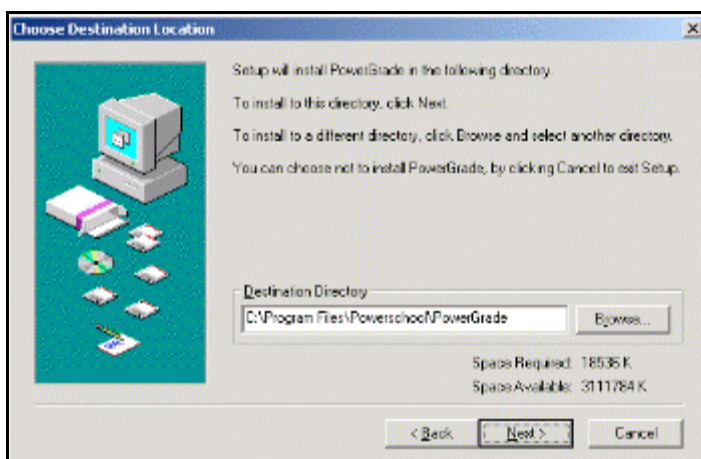 Choose Destination Location
Setup will install PowerGrade in the following directory.
To install to this directory, click Next.
To install to a different directory, click Browse and select another directory.
You can choose not to install PowerGrade, by clicking Cancel to exit Setup.
Destination Directory
C:\Program Files\Powerschool\PowerGrade
Browse...
Space Required: 18536 K
Space Available: 3111784 K
< Back
Next >
Cancel